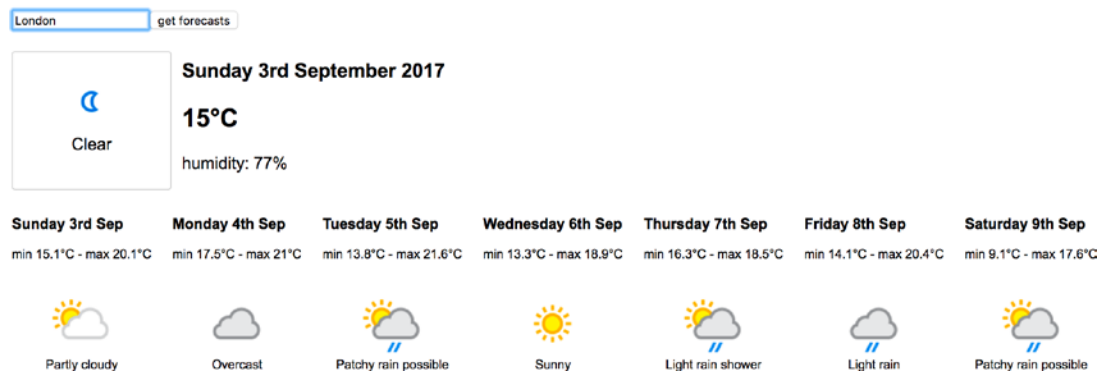 London get forecasts
Sunday 3rd September 2017
15°C
Clear
humidity: 77%
Sunday 3rd Sep Monday 4th Sep Tuesday 5th Sep Wednesday 6th Sep Thursday 7th Sep Friday 8th Sep Saturday 9th Sep
min 15.1°C - max 20.1°C min 17.5°C - max 21°C min 13.8°C - max 21.6°C min 13.3°C - max 18.9°C min 16.3°C - max 18.5°C min 14.1°C - max 20.4°C min 9.1°C - max 17.6°C
Partly cloudy Overcast Patchy rain possible Sunny Light rain shower Light rain Patchy rain possible